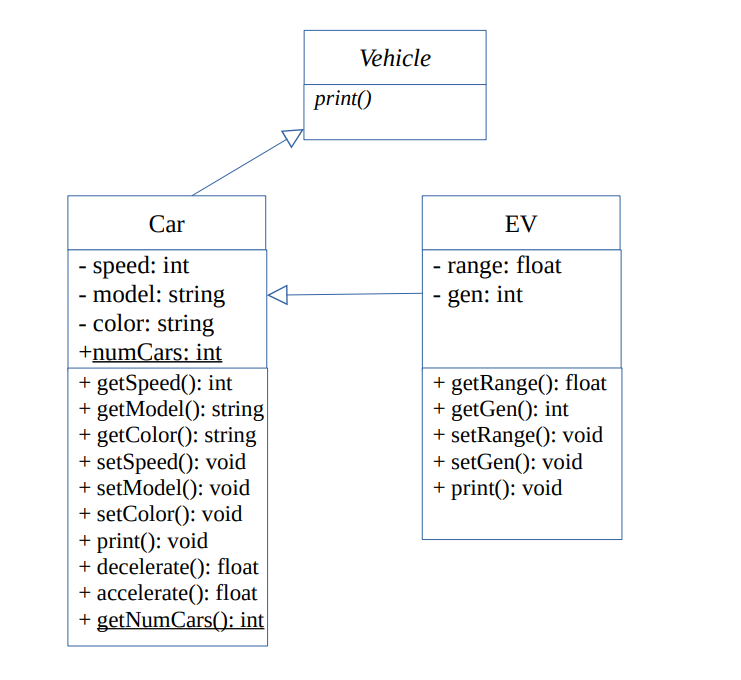 Vehicle
print()
Car
- speed: int
- model: string
- color: string
+numCars: int
+ getSpeed(): int
+ getModel(): string
+ getColor(): string
+ setSpeed(): void
+ setModel(): void
+ setColor(): void
+ print(): void
+ decelerate(): float
+ accelerate(): float
+ getNumCars(): int
EV
- range: float
- gen: int
+ getRange(): float
+ getGen(): int
+ setRange(): void
+ setGen(): void
+ print(): void